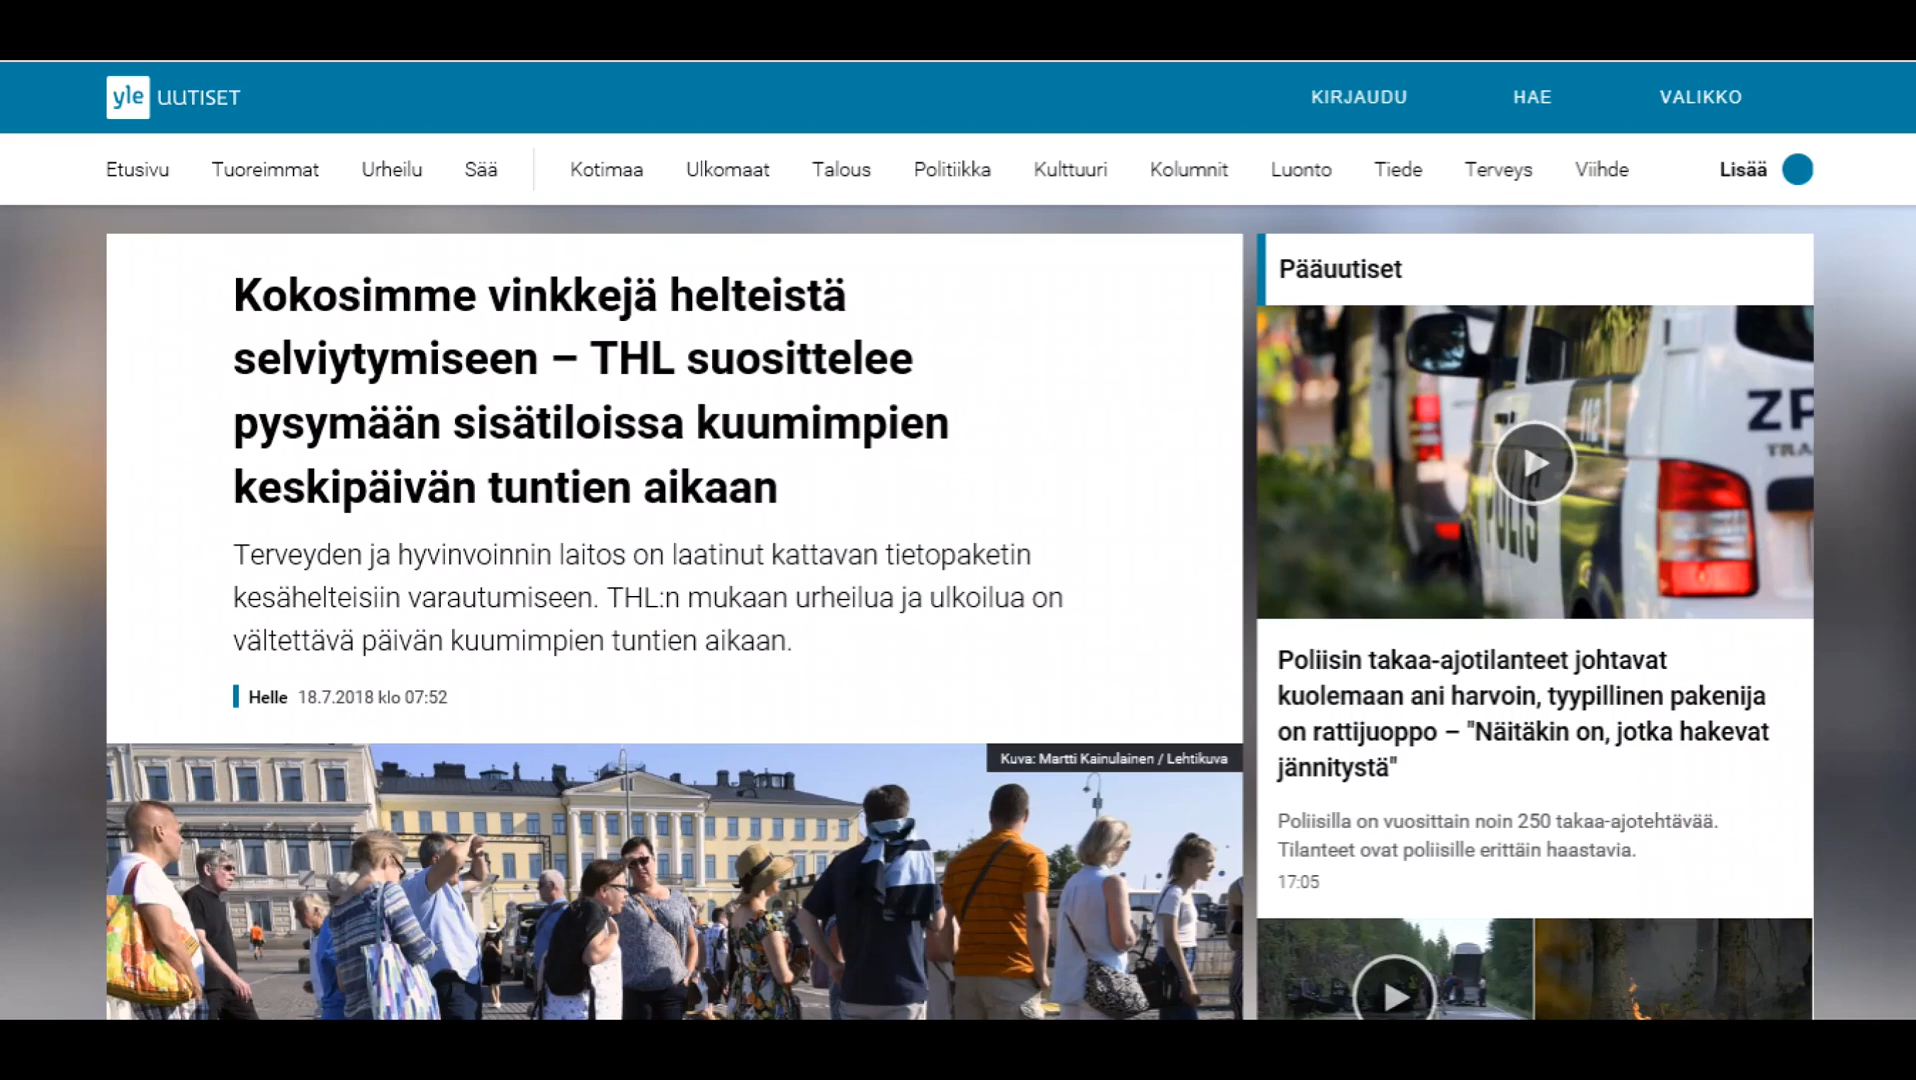 yle UUTISET
KIRJAUDU
HAE
VALIKKO
Etusivu
Tuoreimmat
Urheilu
Sää
Kotimaa
Ulkomaat
Talous
Politiikka
Kulttuuri
Kolumnit
Luonto
Tiede
Terveys
Viihde
Lisää
Kokosimme vinkkejä helteistä
selviytymiseen – THL suosittelee
pysymään sisätiloissa kuumimpien
keskipäivän tuntien aikaan
Terveyden ja hyvinvoinnin laitos on laatinut kattavan tietopaketin
kesähelteisiin varautumiseen. THL:n mukaan urheilua ja ulkoilua on
vältettävä päivän kuumimpien tuntien aikaan.
Helle 18.7.2018 klo 07:52
Kuva: Martti Kainulainen / Lehtikuva
Pääuutiset
112
POLIS
ZP
TRA
Poliisin takaa-ajotilanteet johtavat
kuolemaan ani harvoin, tyypillinen pakenija
on rattijuoppo – "Näitäkin on, jotka hakevat
jännitystä"
Poliisilla on vuosittain noin 250 takaa-ajotehtävää.
Tilanteet ovat poliisille erittäin haastavia.
17:05